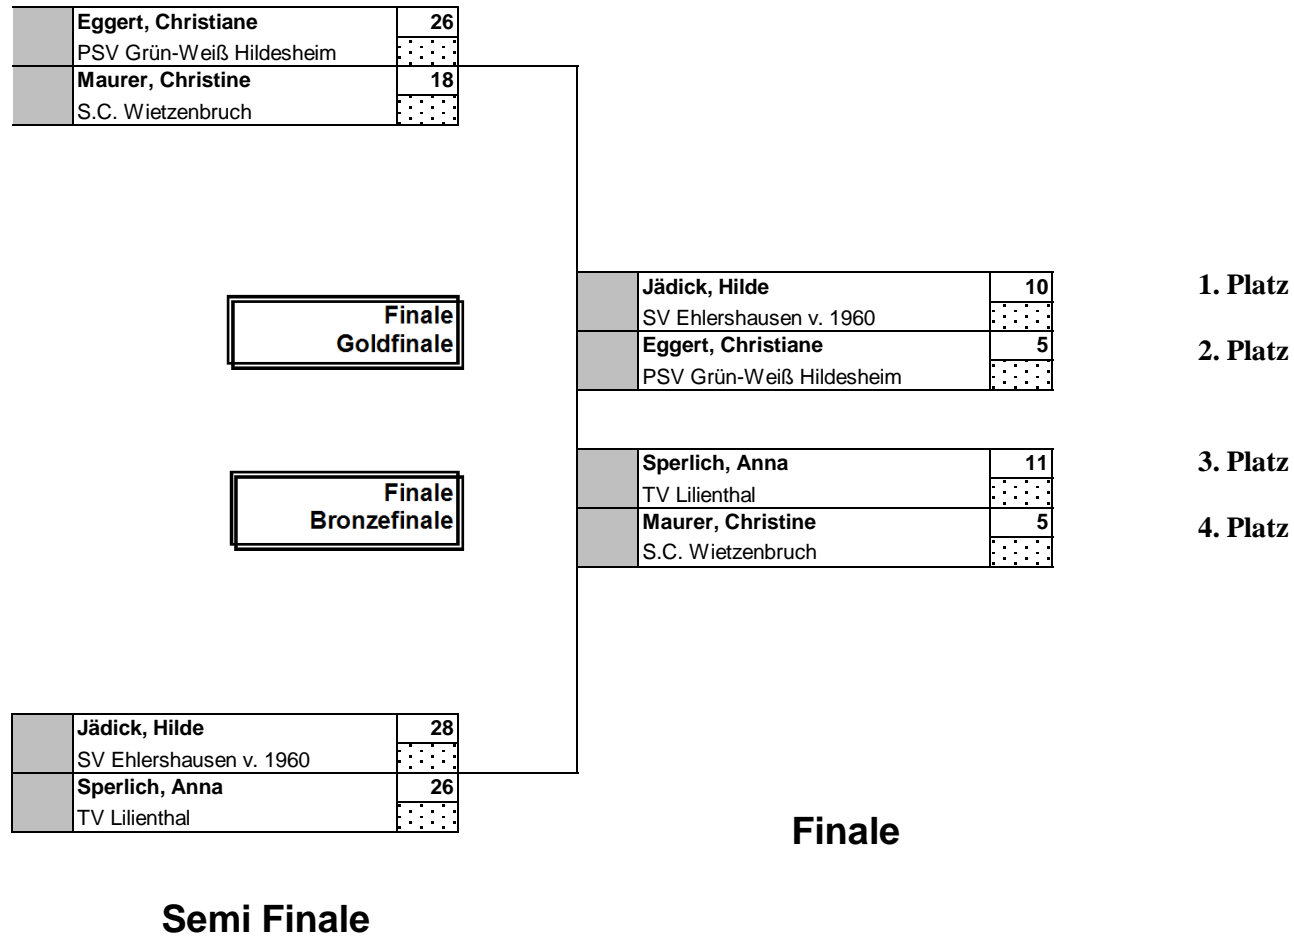 Eggert, Christiane 26
PSV Grün-Weiß Hildesheim
Maurer, Christine 18
S.C. Wietzenbruch
Jädick, Hilde 10 1. Platz
SV Ehlershausen v. 1960
Finale
Goldfinale
Eggert, Christiane 5 2. Platz
PSV Grün-Weiß Hildesheim
Sperlich, Anna 11 3. Platz
TV Lilienthal
Finale
Bronzefinale
Maurer, Christine 5 4. Platz
S.C. Wietzenbruch
Jädick, Hilde 28
SV Ehlershausen v. 1960
Sperlich, Anna 26
TV Lilienthal
Finale
Semi Finale